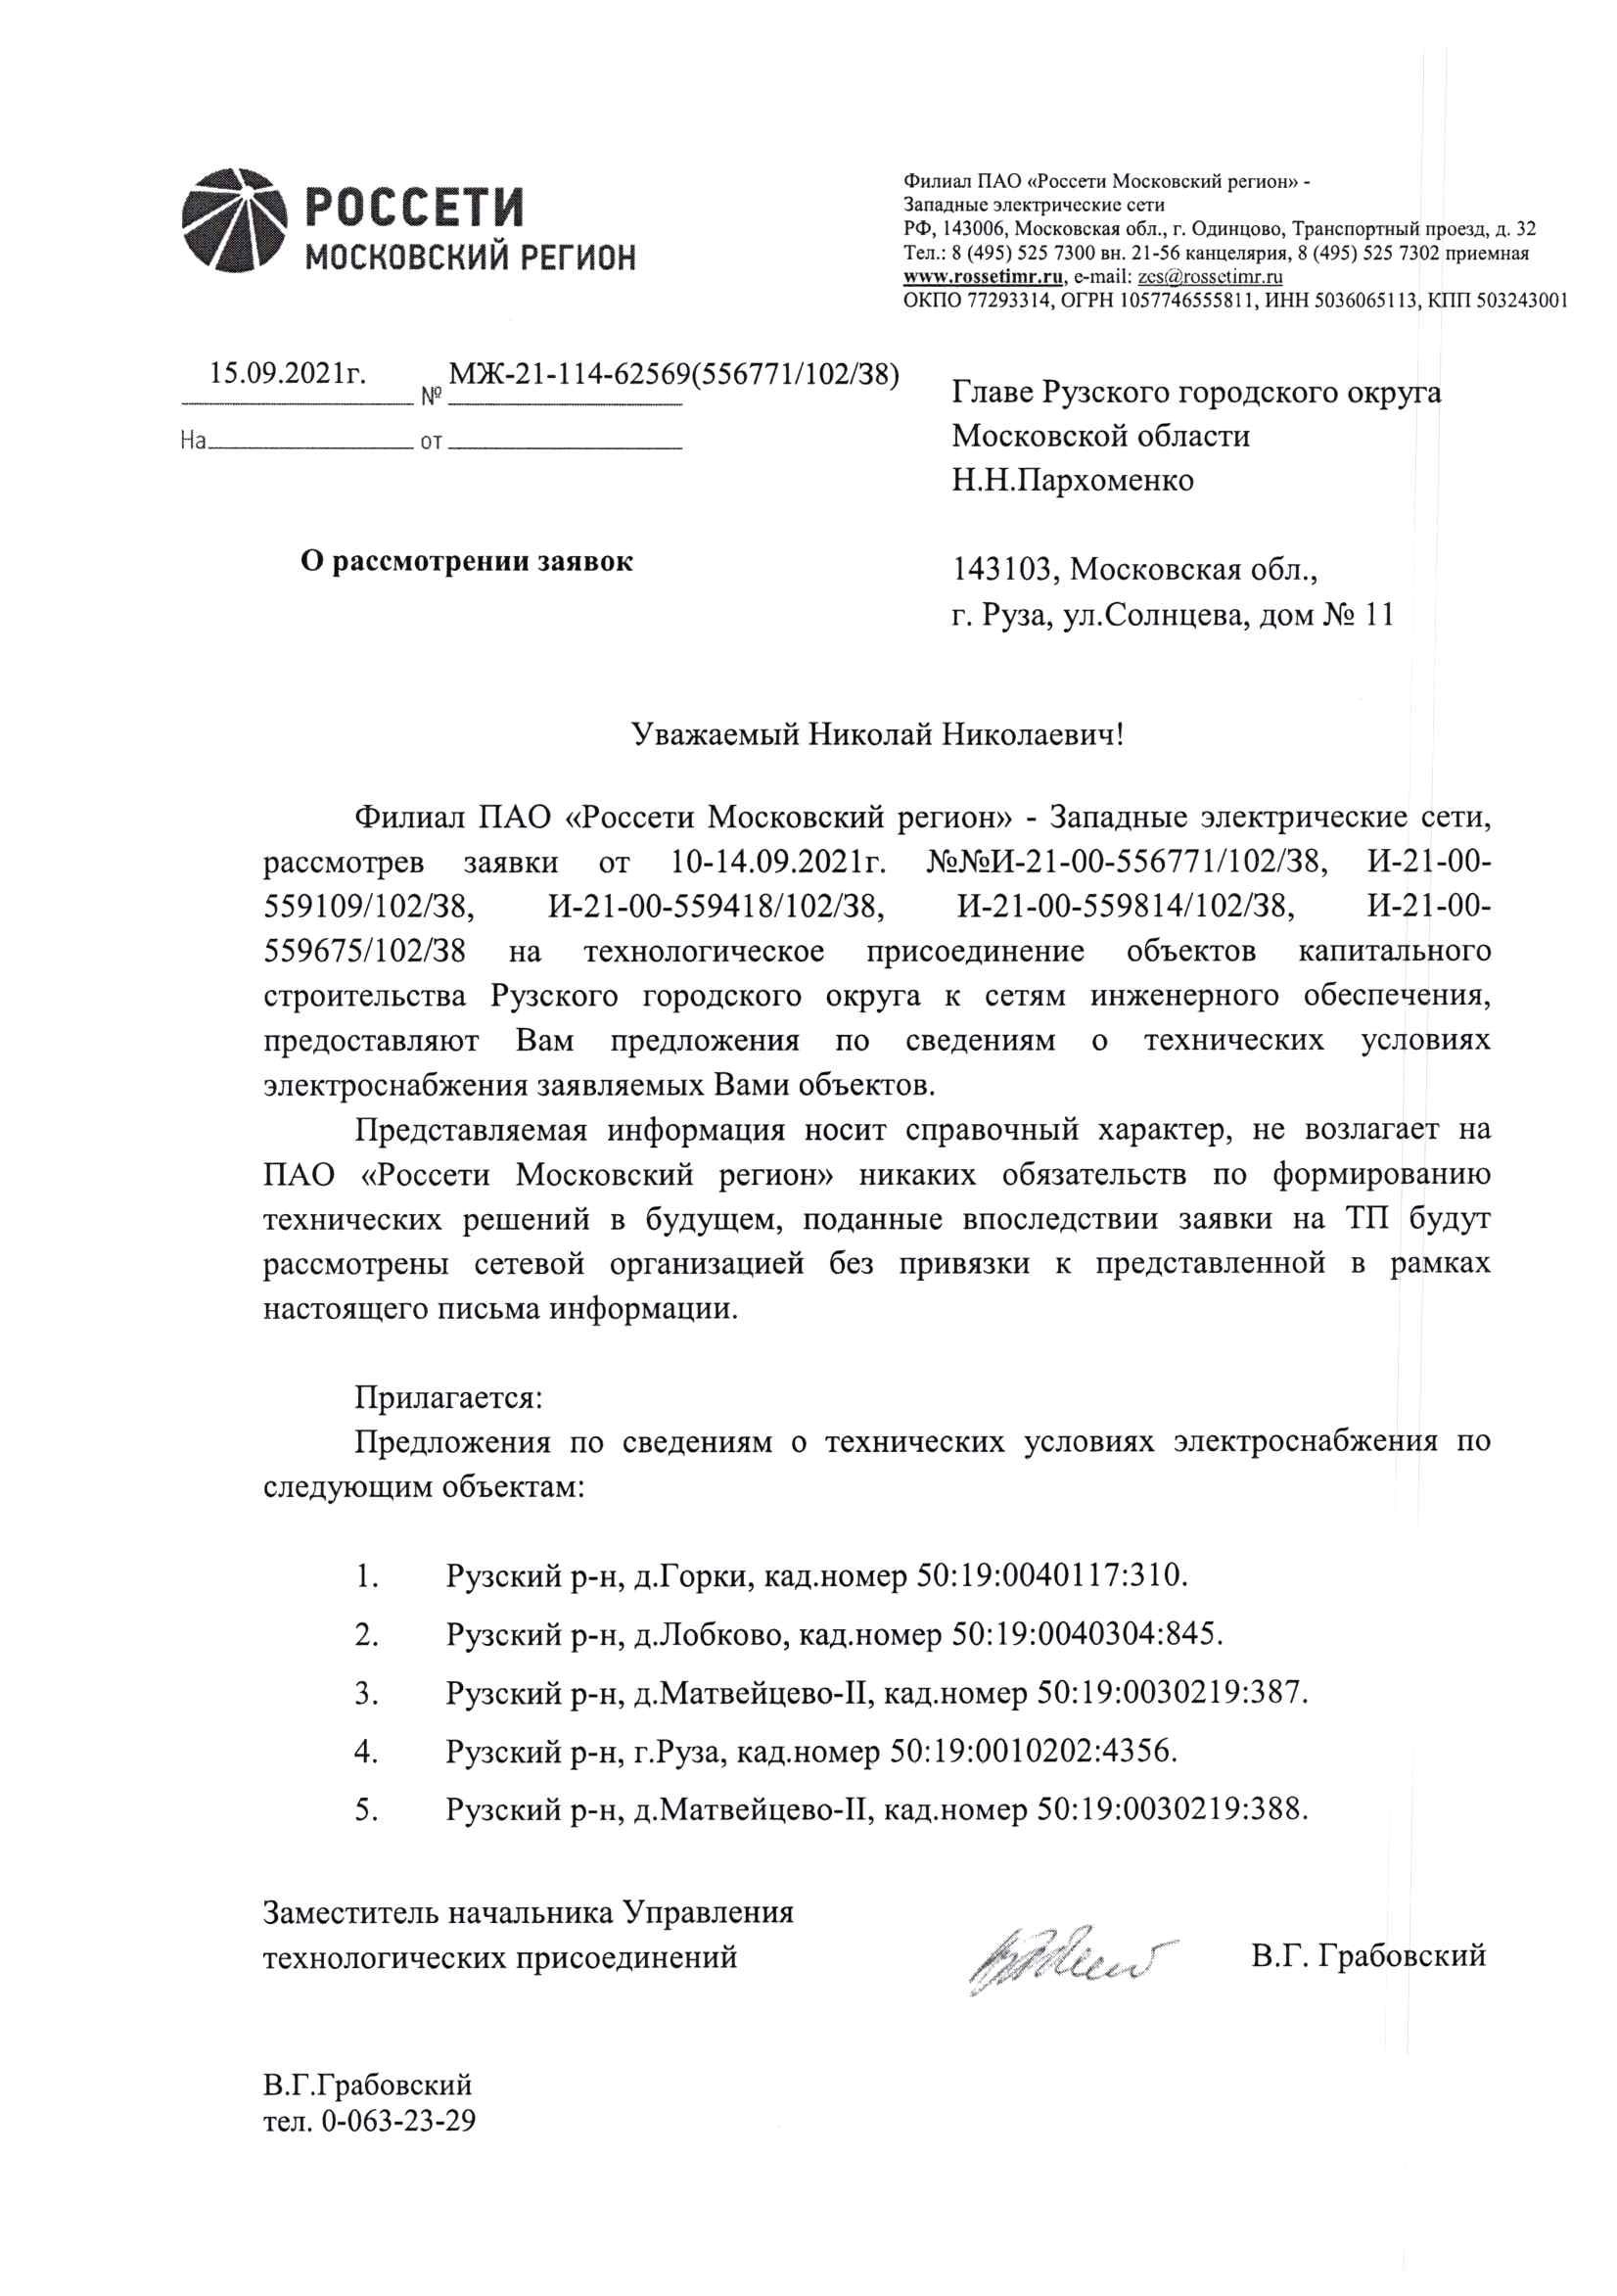 РОССЕТИ
МОСКОВСКИЙ РЕГИОН
Филиал ПАО «Россети Московский регион» -
Западные электрические сети
РФ, 143006, Московская обл., г. Одинцово, Транспортный проезд, д. 32
Тел.: 8 (495) 525 7300 вн. 21-56 канцелярия, 8 (495) 525 7302 приемная
www.rossetimr.ru, e-mail: zes@rossetimr.ru
ОКПО 77293314, ОГРН 1057746555811, ИНН 5036065113, КПП 503243001
15.09.2021г. № МЖ-21-114-62569(556771/102/38)
На от
Главе Рузского городского округа
Московской области
Н.Н.Пархоменко
О рассмотрении заявок
143103, Московская обл.,
г. Руза, ул.Солнцева, дом № 11
Уважаемый Николай Николаевич!
Филиал ПАО «Россети Московский регион» - Западные электрические сети,
рассмотрев заявки от 10-14.09.2021г. №№И-21-00-556771/102/38, И-21-00-
559109/102/38, И-21-00-559418/102/38, И-21-00-559814/102/38, И-21-00-
559675/102/38 на технологическое присоединение объектов капитального
строительства Рузского городского округа к сетям инженерного обеспечения,
предоставляют Вам предложения по сведениям о технических условиях
электроснабжения заявляемых Вами объектов.
Представляемая информация носит справочный характер, не возлагает на
ПАО «Россети Московский регион» никаких обязательств по формированию
технических решений в будущем, поданные впоследствии заявки на ТП будут
рассмотрены сетевой организацией без привязки к представленной в рамках
настоящего письма информации.
Прилагается:
Предложения по сведениям о технических условиях электроснабжения по
следующим объектам:
1. Рузский р-н, д.Горки, кад.номер 50:19:0040117:310.
2. Рузский р-н, д.Лобково, кад.номер 50:19:0040304:845.
3. Рузский р-н, д.Матвейцево-II, кад.номер 50:19:0030219:387.
4. Рузский р-н, г.Руза, кад.номер 50:19:0010202:4356.
5. Рузский р-н, д.Матвейцево-II, кад.номер 50:19:0030219:388.
Заместитель начальника Управления
технологических присоединений В.Г. Грабовский
В.Г.Грабовский
тел. 0-063-23-29